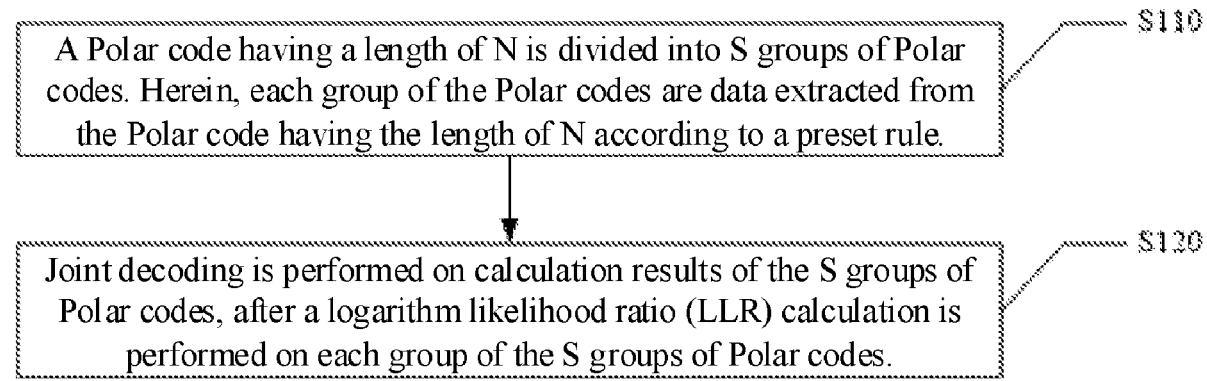 S110
A Polar code having a length of N is divided into S groups of Polar
codes. Herein, each group of the Polar codes are data extracted from
the Polar code having the length of N according to a preset rule.
S120
Joint decoding is performed on calculation results of the S groups of
Polar codes, after a logarithm likelihood ratio (LLR) calculation is
performed on each group of the S groups of Polar codes.